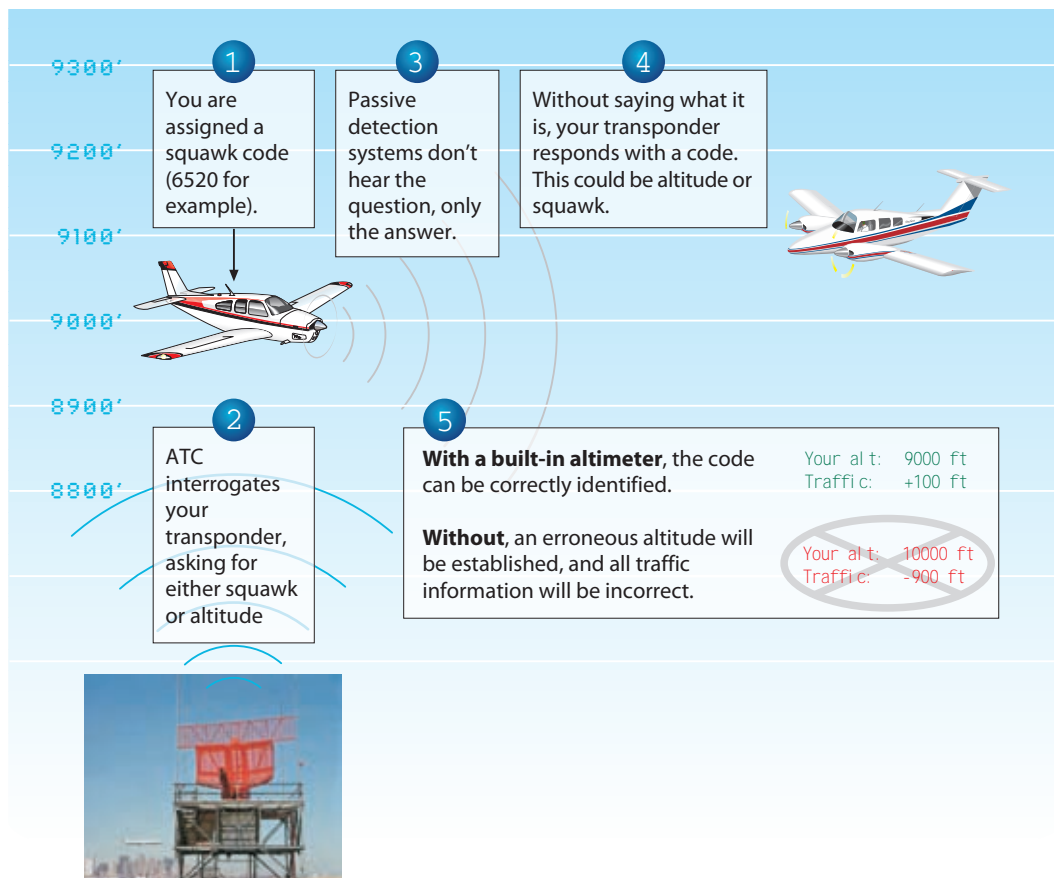 9300’
9200’
9100’
9000’
8900’
8800’
1
You are
assigned a
squawk code
(6520 for
example).
3
Passive
detection
systems don’t
hear the
question, only
the answer.
4
Without saying what it
is, your transponder
responds with a code.
This could be altitude or
squawk.
2
ATC
interrogates
your
transponder,
asking for
either squawk
or altitude
5
With a built-in altimeter, the code
can be correctly identified.
Your alt: 9000 ft
Traffic: +100 ft
Without, an erroneous altitude will
be established, and all traffic
information will be incorrect.
Your alt: 10000 ft
Traffic: -900 ft